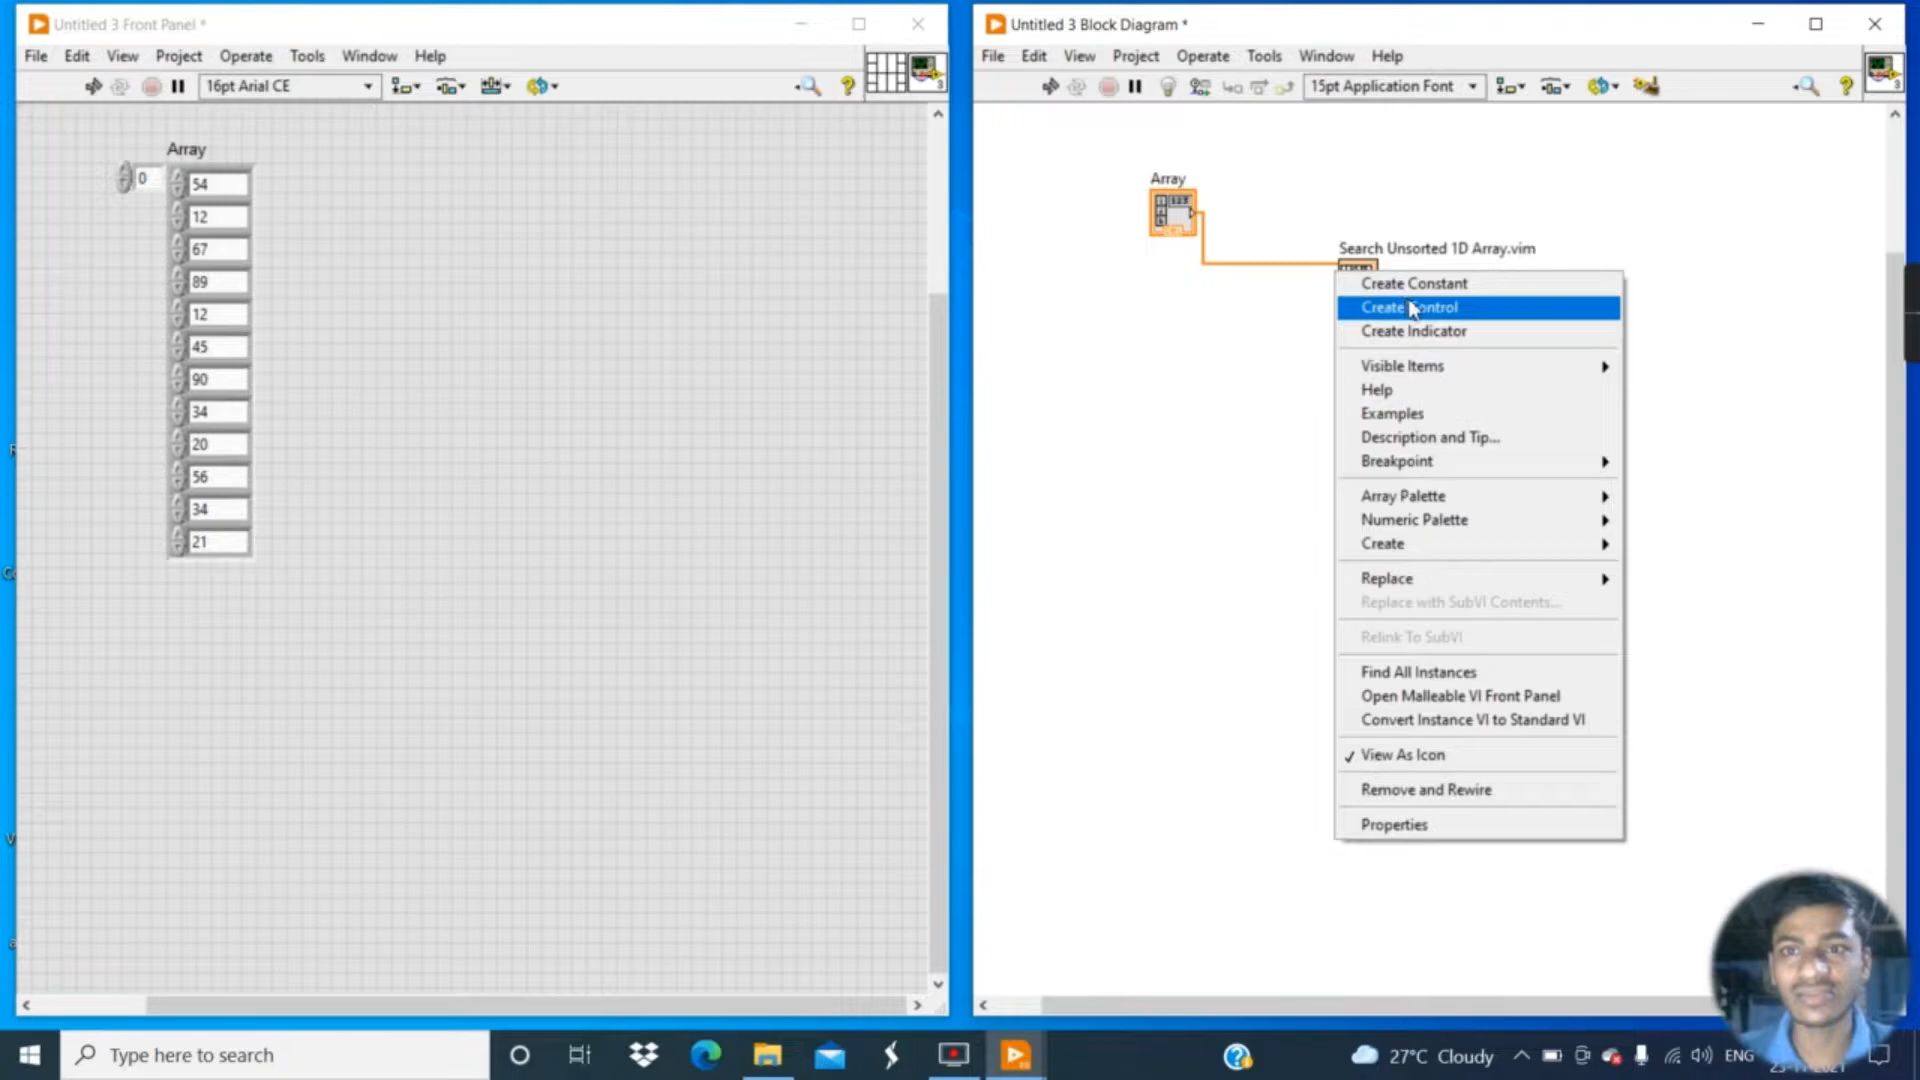 Untitled 3 Front Panel *
File Edit View Project Operate Tools Window Help
16pt Arial CE
3
Array
0
54
12
67
89
12
45
90
34
20
56
34
21
Untitled 3 Block Diagram *
File Edit View Project Operate Tools Window Help
15pt Application Font
3
Array
Search Unsorted 1D Array.vim
Create Constant
Create Control
Create Indicator
Visible Items
Help
Examples
Description and Tip...
Breakpoint
Array Palette
Numeric Palette
Create
Replace
Replace with SubVI Contents...
Relink To SubVI
Find All Instances
Open Malleable VI Front Panel
Convert Instance VI to Standard VI
View As Icon
Remove and Rewire
Properties
Type here to search
27°C Cloudy
ENG